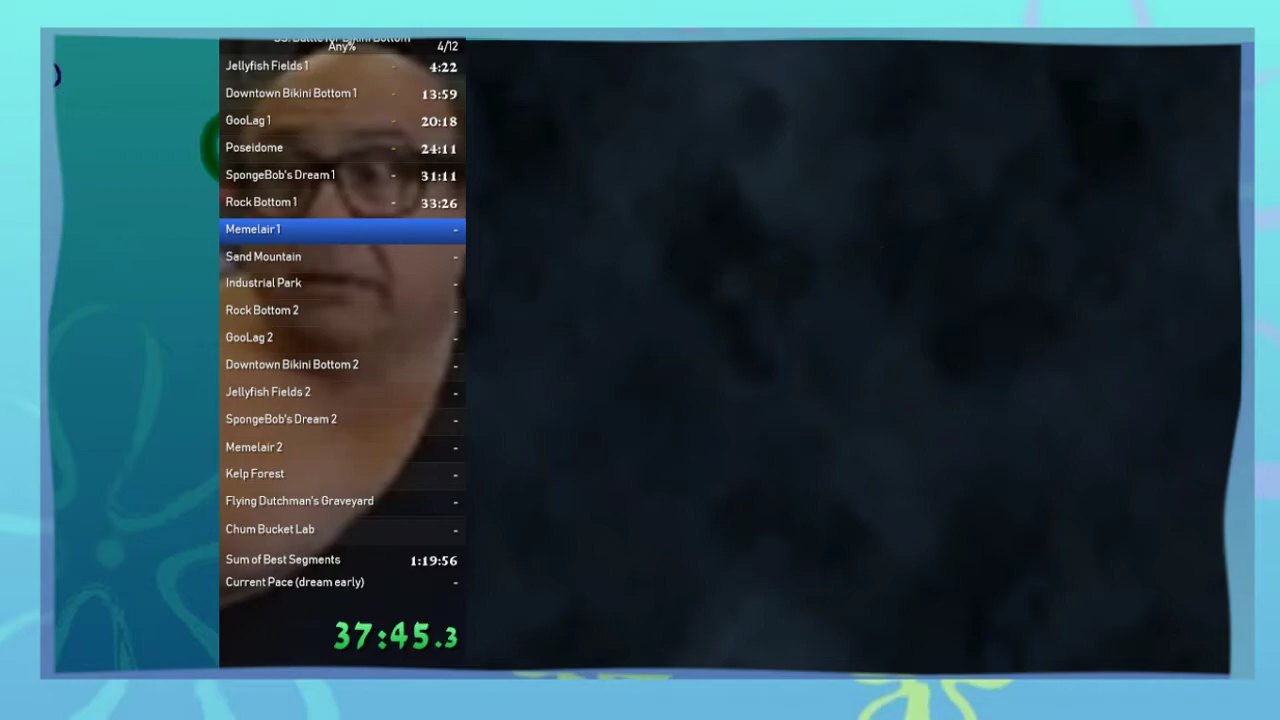 Any% 4/12
Jellyfish Fields 1 - 4:22
Downtown Bikini Bottom 1 - 13:59
GooLag 1 - 20:18
Poseidome - 24:11
SpongeBob's Dream 1 - 31:11
Rock Bottom 1 - 33:26
Memelair 1 -
Sand Mountain -
Industrial Park -
Rock Bottom 2 -
GooLag 2 -
Downtown Bikini Bottom 2 -
Jellyfish Fields 2 -
SpongeBob's Dream 2 -
Memelair 2 -
Kelp Forest -
Flying Dutchman's Graveyard -
Chum Bucket Lab -
Sum of Best Segments 1:19:56
Current Pace (dream early) -
37:45.3